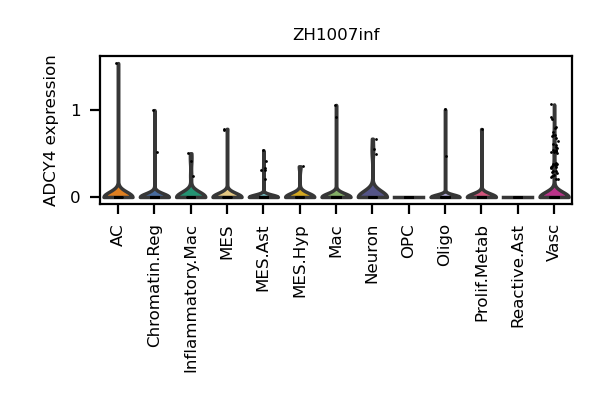 ZH1007inf
ADCY4 expression
1
0
AC
Chromatin.Reg
Inflammatory.Mac
MES
MES.Ast
MES.Hyp
Mac
Neuron
OPC
Oligo
Prolif.Metab
Reactive.Ast
Vasc